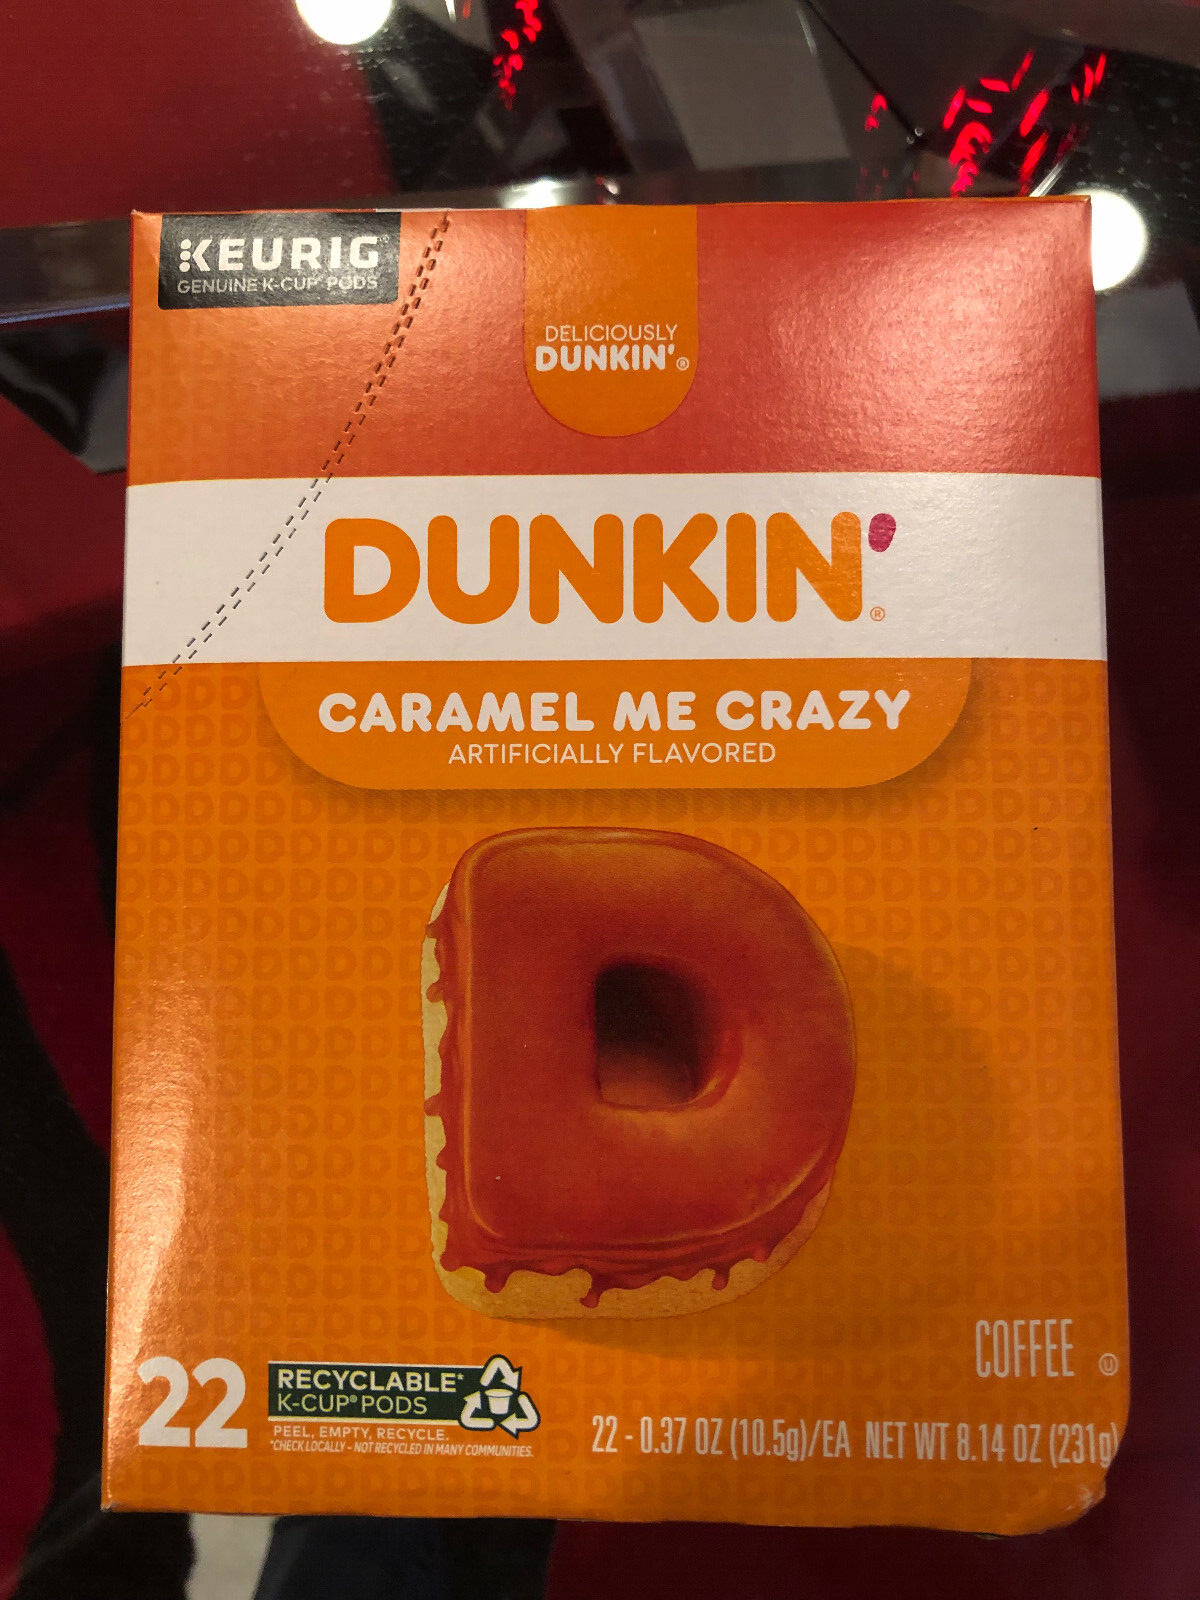 KEURIG®
GENUINE K-CUP® PODS
DELICIOUSLY
DUNKIN'®
DUNKIN'®
CARAMEL ME CRAZY
ARTIFICIALLY FLAVORED
COFFEE Ⓤ
22
RECYCLABLE*
K-CUP® PODS
PEEL, EMPTY, RECYCLE.
*CHECK LOCALLY - NOT RECYCLED IN MANY COMMUNITIES.
22 - 0.37 OZ (10.5g)/EA NET WT 8.14 OZ (231g)